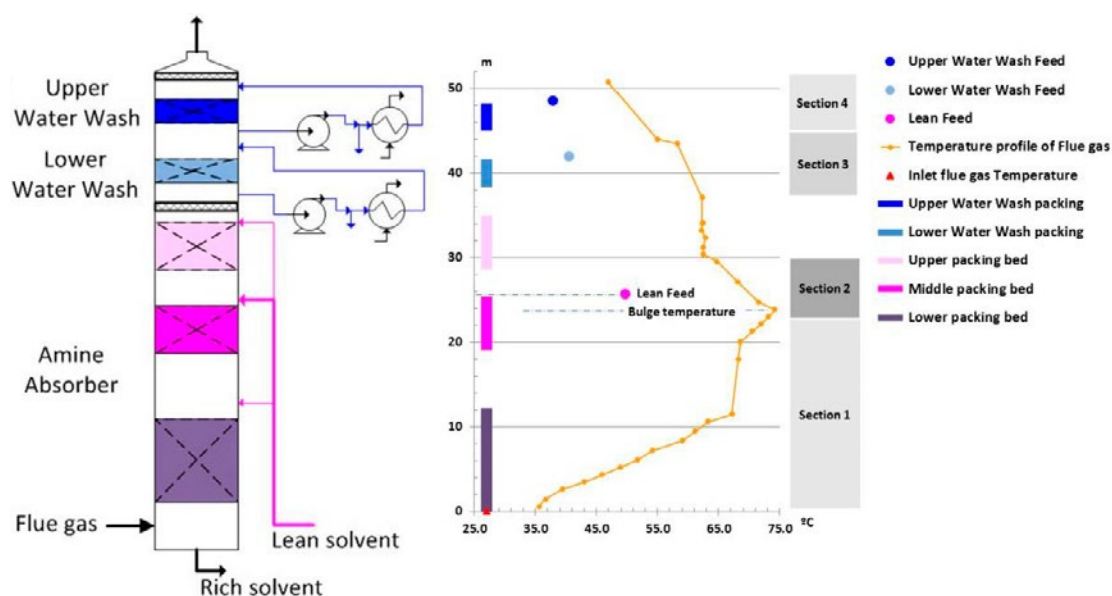 Upper
Water Wash
Lower
Water Wash
Amine
Absorber
Flue gas
Lean solvent
Rich solvent
m
50
40
30
20
10
0
25.0
35.0
45.0
55.0
65.0
75.0
ºC
Lean Feed
Bulge temperature
Section 4
Section 3
Section 2
Section 1
Upper Water Wash Feed
Lower Water Wash Feed
Lean Feed
Temperature profile of Flue gas
Inlet flue gas Temperature
Upper Water Wash packing
Lower Water Wash packing
Upper packing bed
Middle packing bed
Lower packing bed